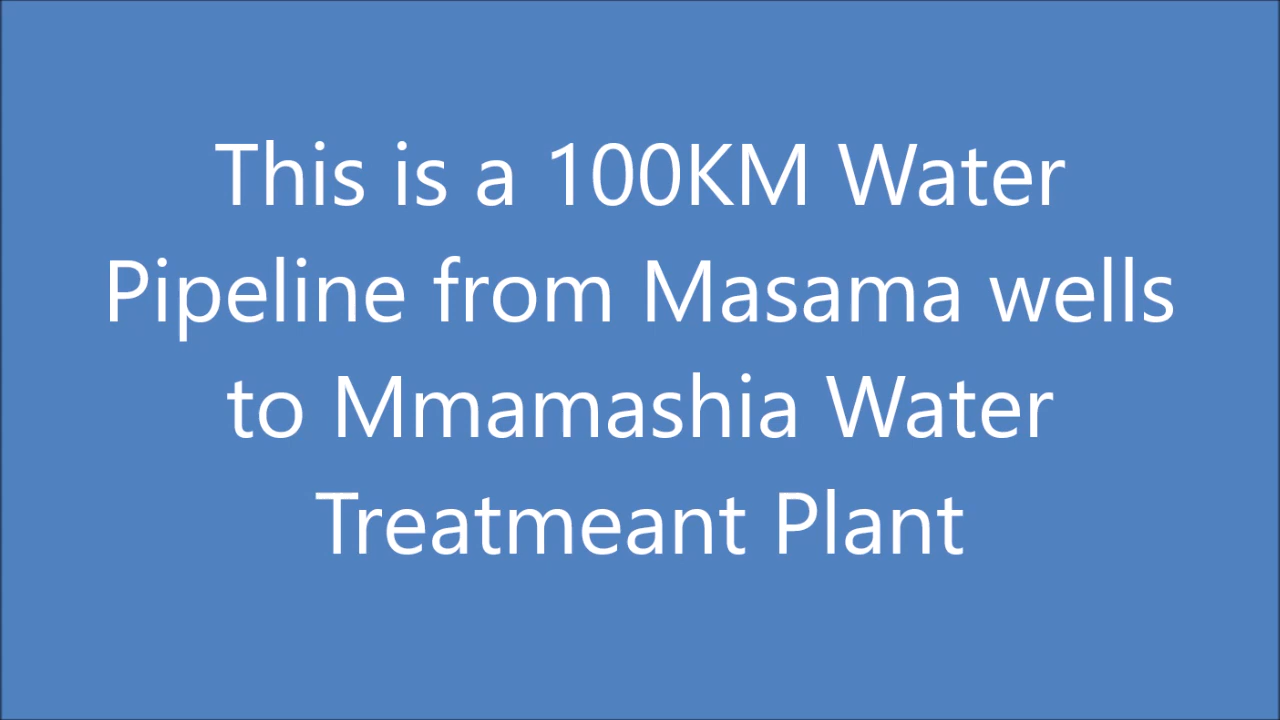 This is a 100KM Water
Pipeline from Masama wells
to Mmamashia Water
Treatmeant Plant